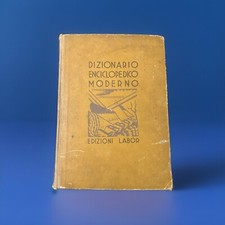 DIZIONARIO
ENCICLOPEDICO
MODERNO
EDIZIONI LABOR